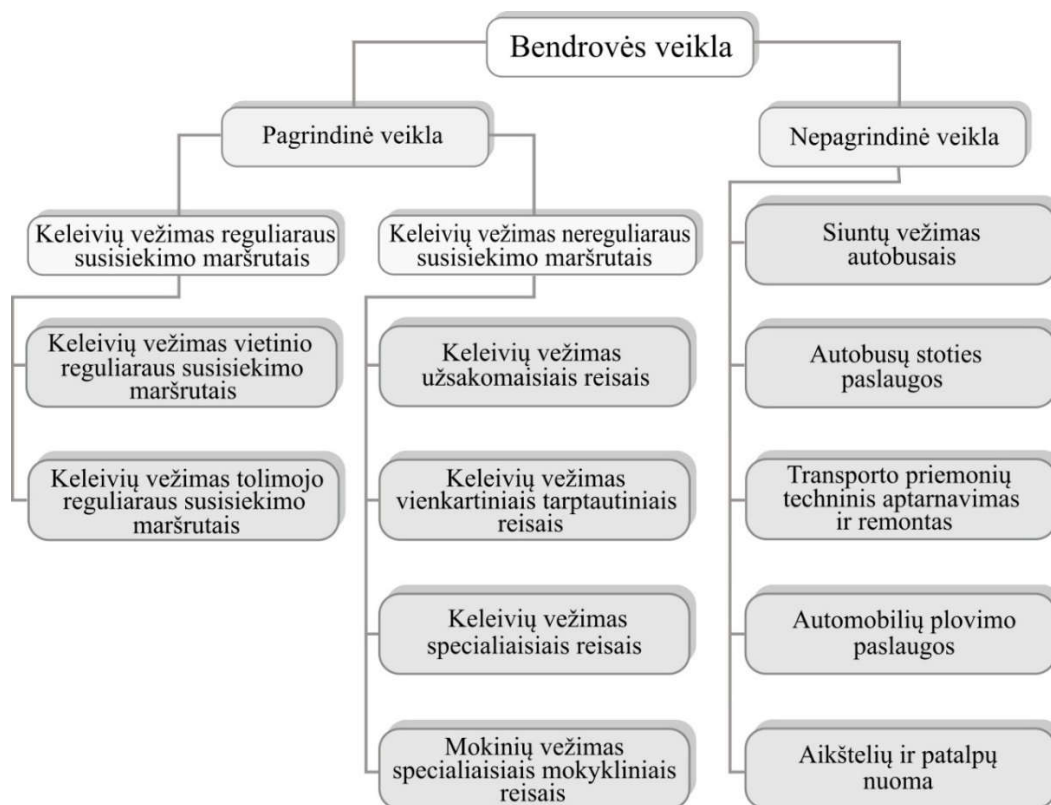 Bendrovės veikla
Pagrindinė veikla
Nepagrindinė veikla
Keleivių vežimas reguliaraus
susisiekimo maršrutais
Keleivių vežimas vietinio
reguliaraus susisiekimo
maršrutais
Keleivių vežimas tolimojo
reguliaraus susisiekimo
maršrutais
Keleivių vežimas nereguliaraus
susisiekimo maršrutais
Keleivių vežimas
užsakomaisiais reisais
Keleivių vežimas
vienkartiniais tarptautiniais
reisais
Keleivių vežimas
specialiaisiais reisais
Mokinių vežimas
specialiaisiais mokykliniais
reisais
Siuntų vežimas
autobusais
Autobusų stoties
paslaugos
Transporto priemonių
techninis aptarnavimas
ir remontas
Automobilių plovimo
paslaugos
Aikštelių ir patalpų
nuoma